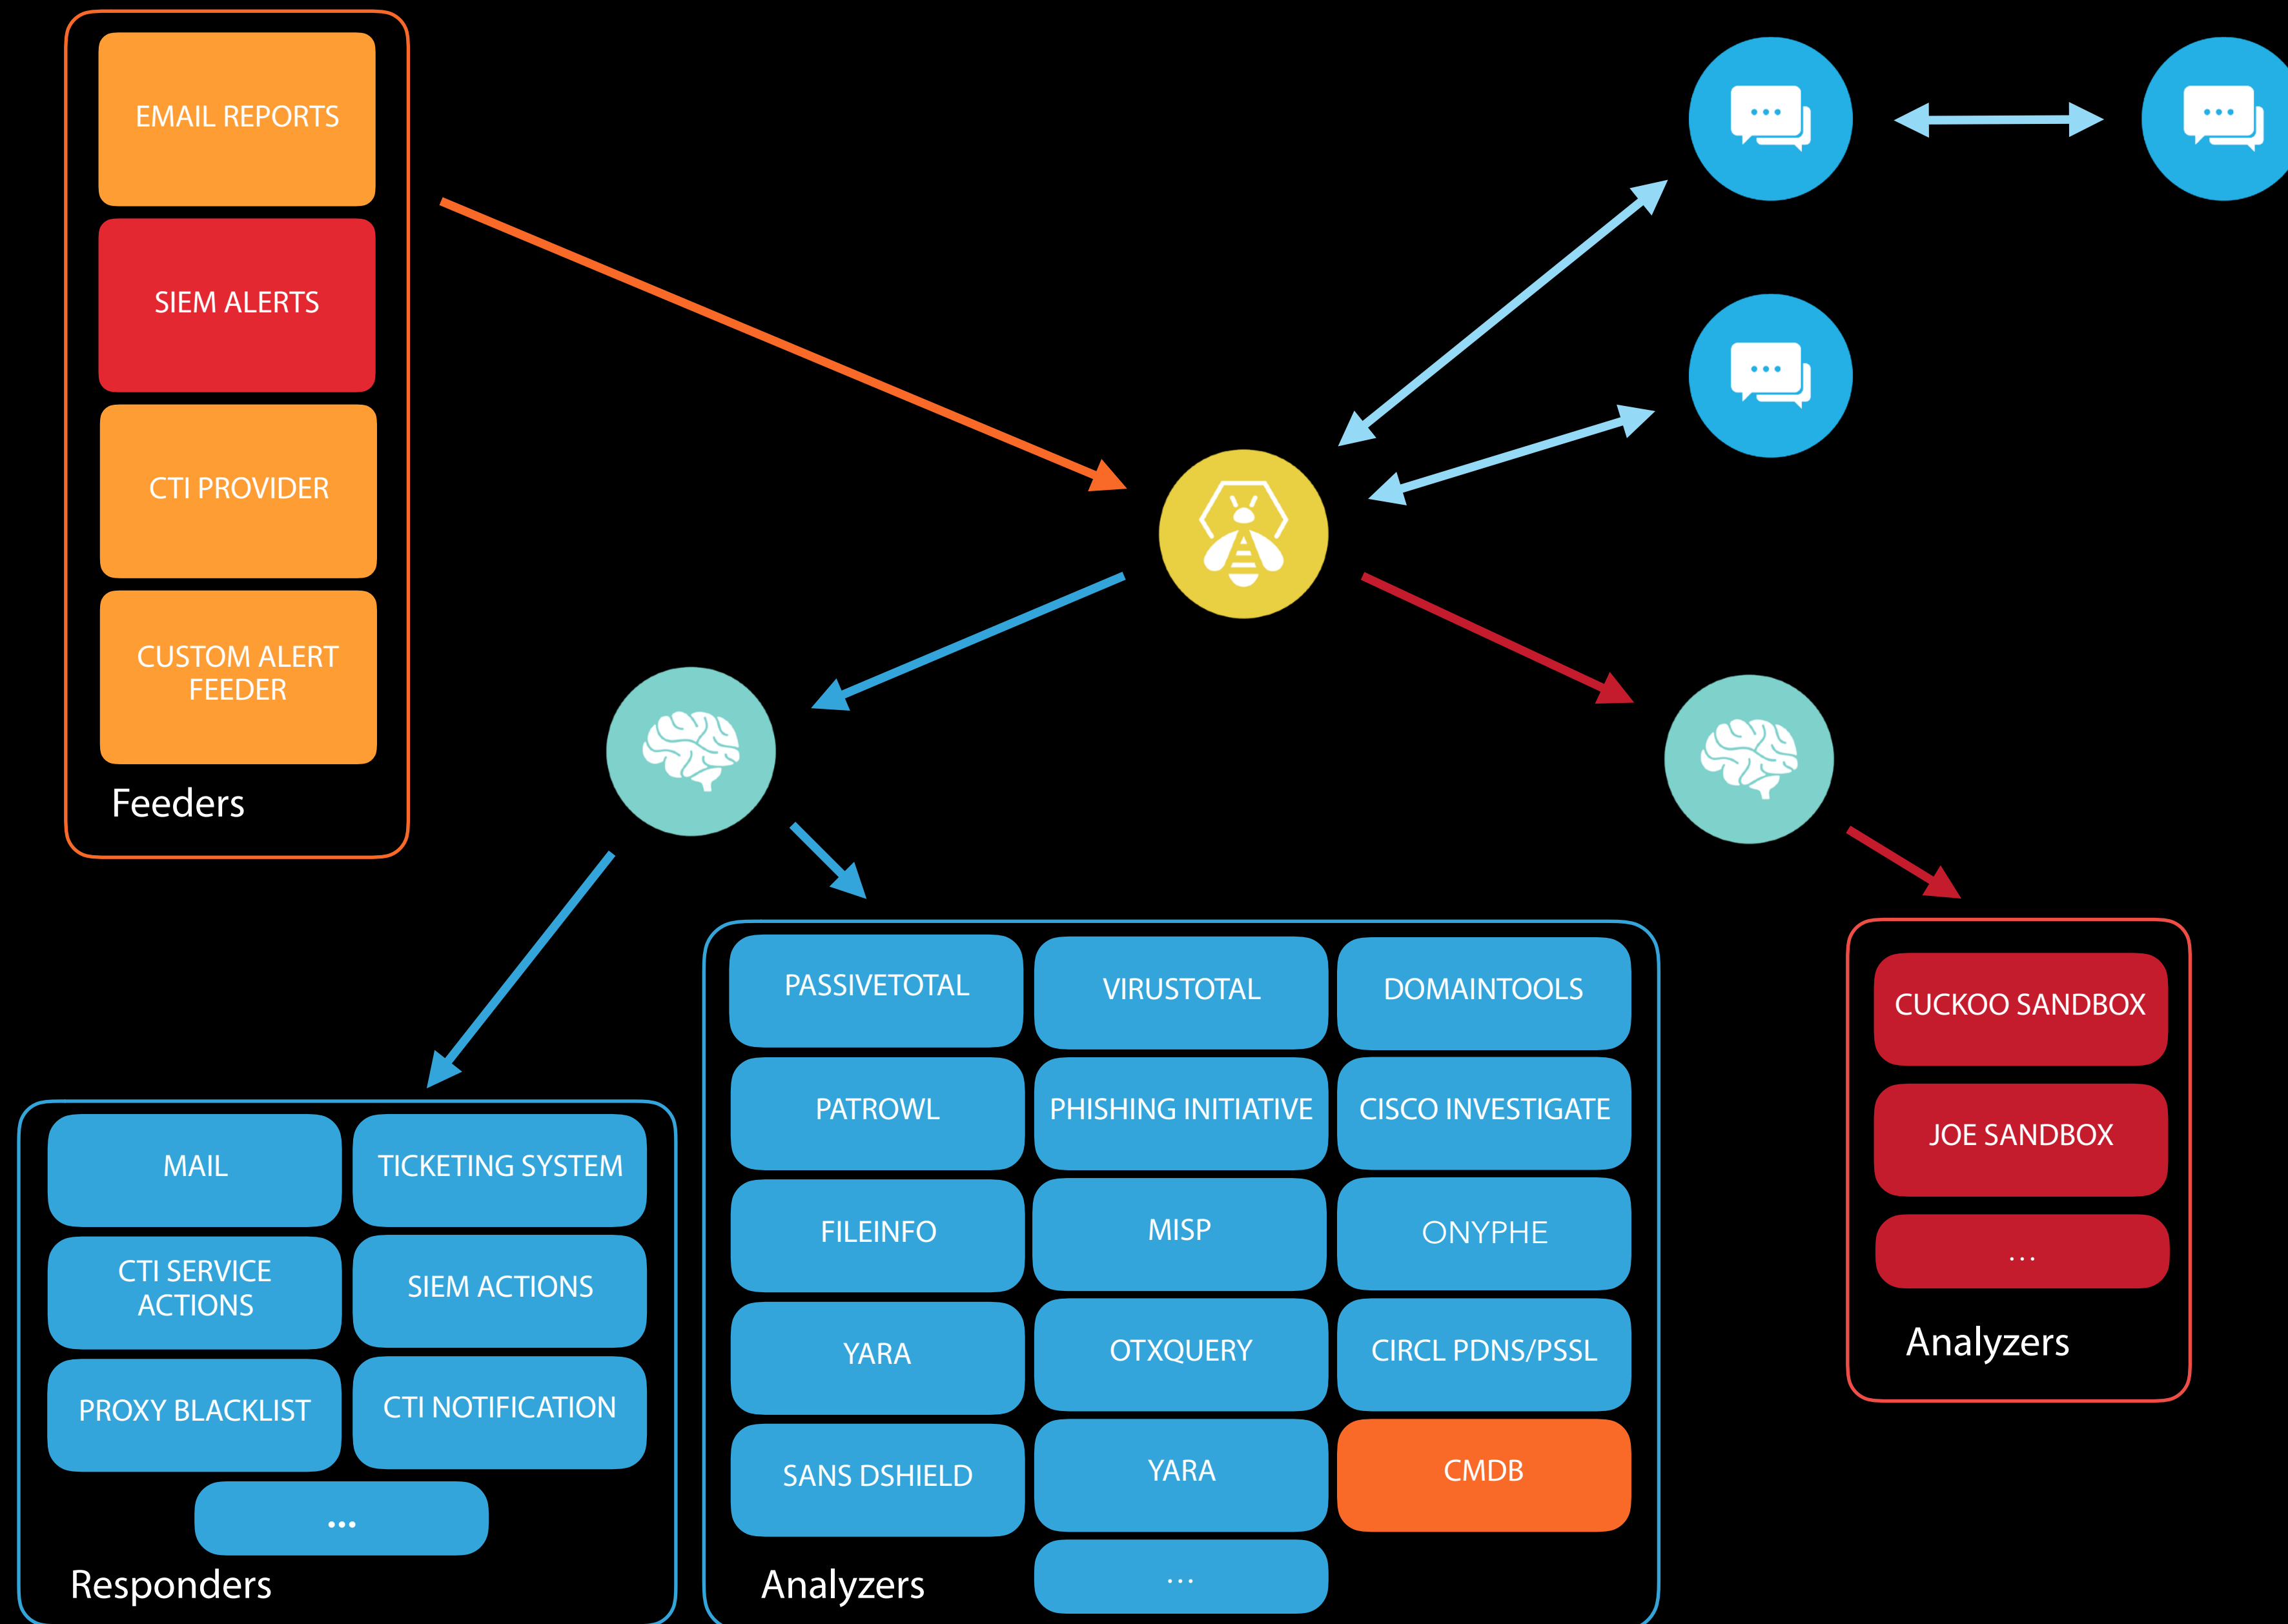 EMAIL REPORTS
SIEM ALERTS
CTI PROVIDER
CUSTOM ALERT
FEEDER
Feeders
MAIL
TICKETING SYSTEM
CTI SERVICE
ACTIONS
SIEM ACTIONS
PROXY BLACKLIST
CTI NOTIFICATION
...
Responders
PASSIVETOTAL
VIRUSTOTAL
DOMAINTOOLS
PATROWL
PHISHING INITIATIVE
CISCO INVESTIGATE
FILEINFO
MISP
ONYPHE
YARA
OTXQUERY
CIRCL PDNS/PSSL
SANS DSHIELD
YARA
CMDB
...
Analyzers
CUCKOO SANDBOX
JOE SANDBOX
...
Analyzers